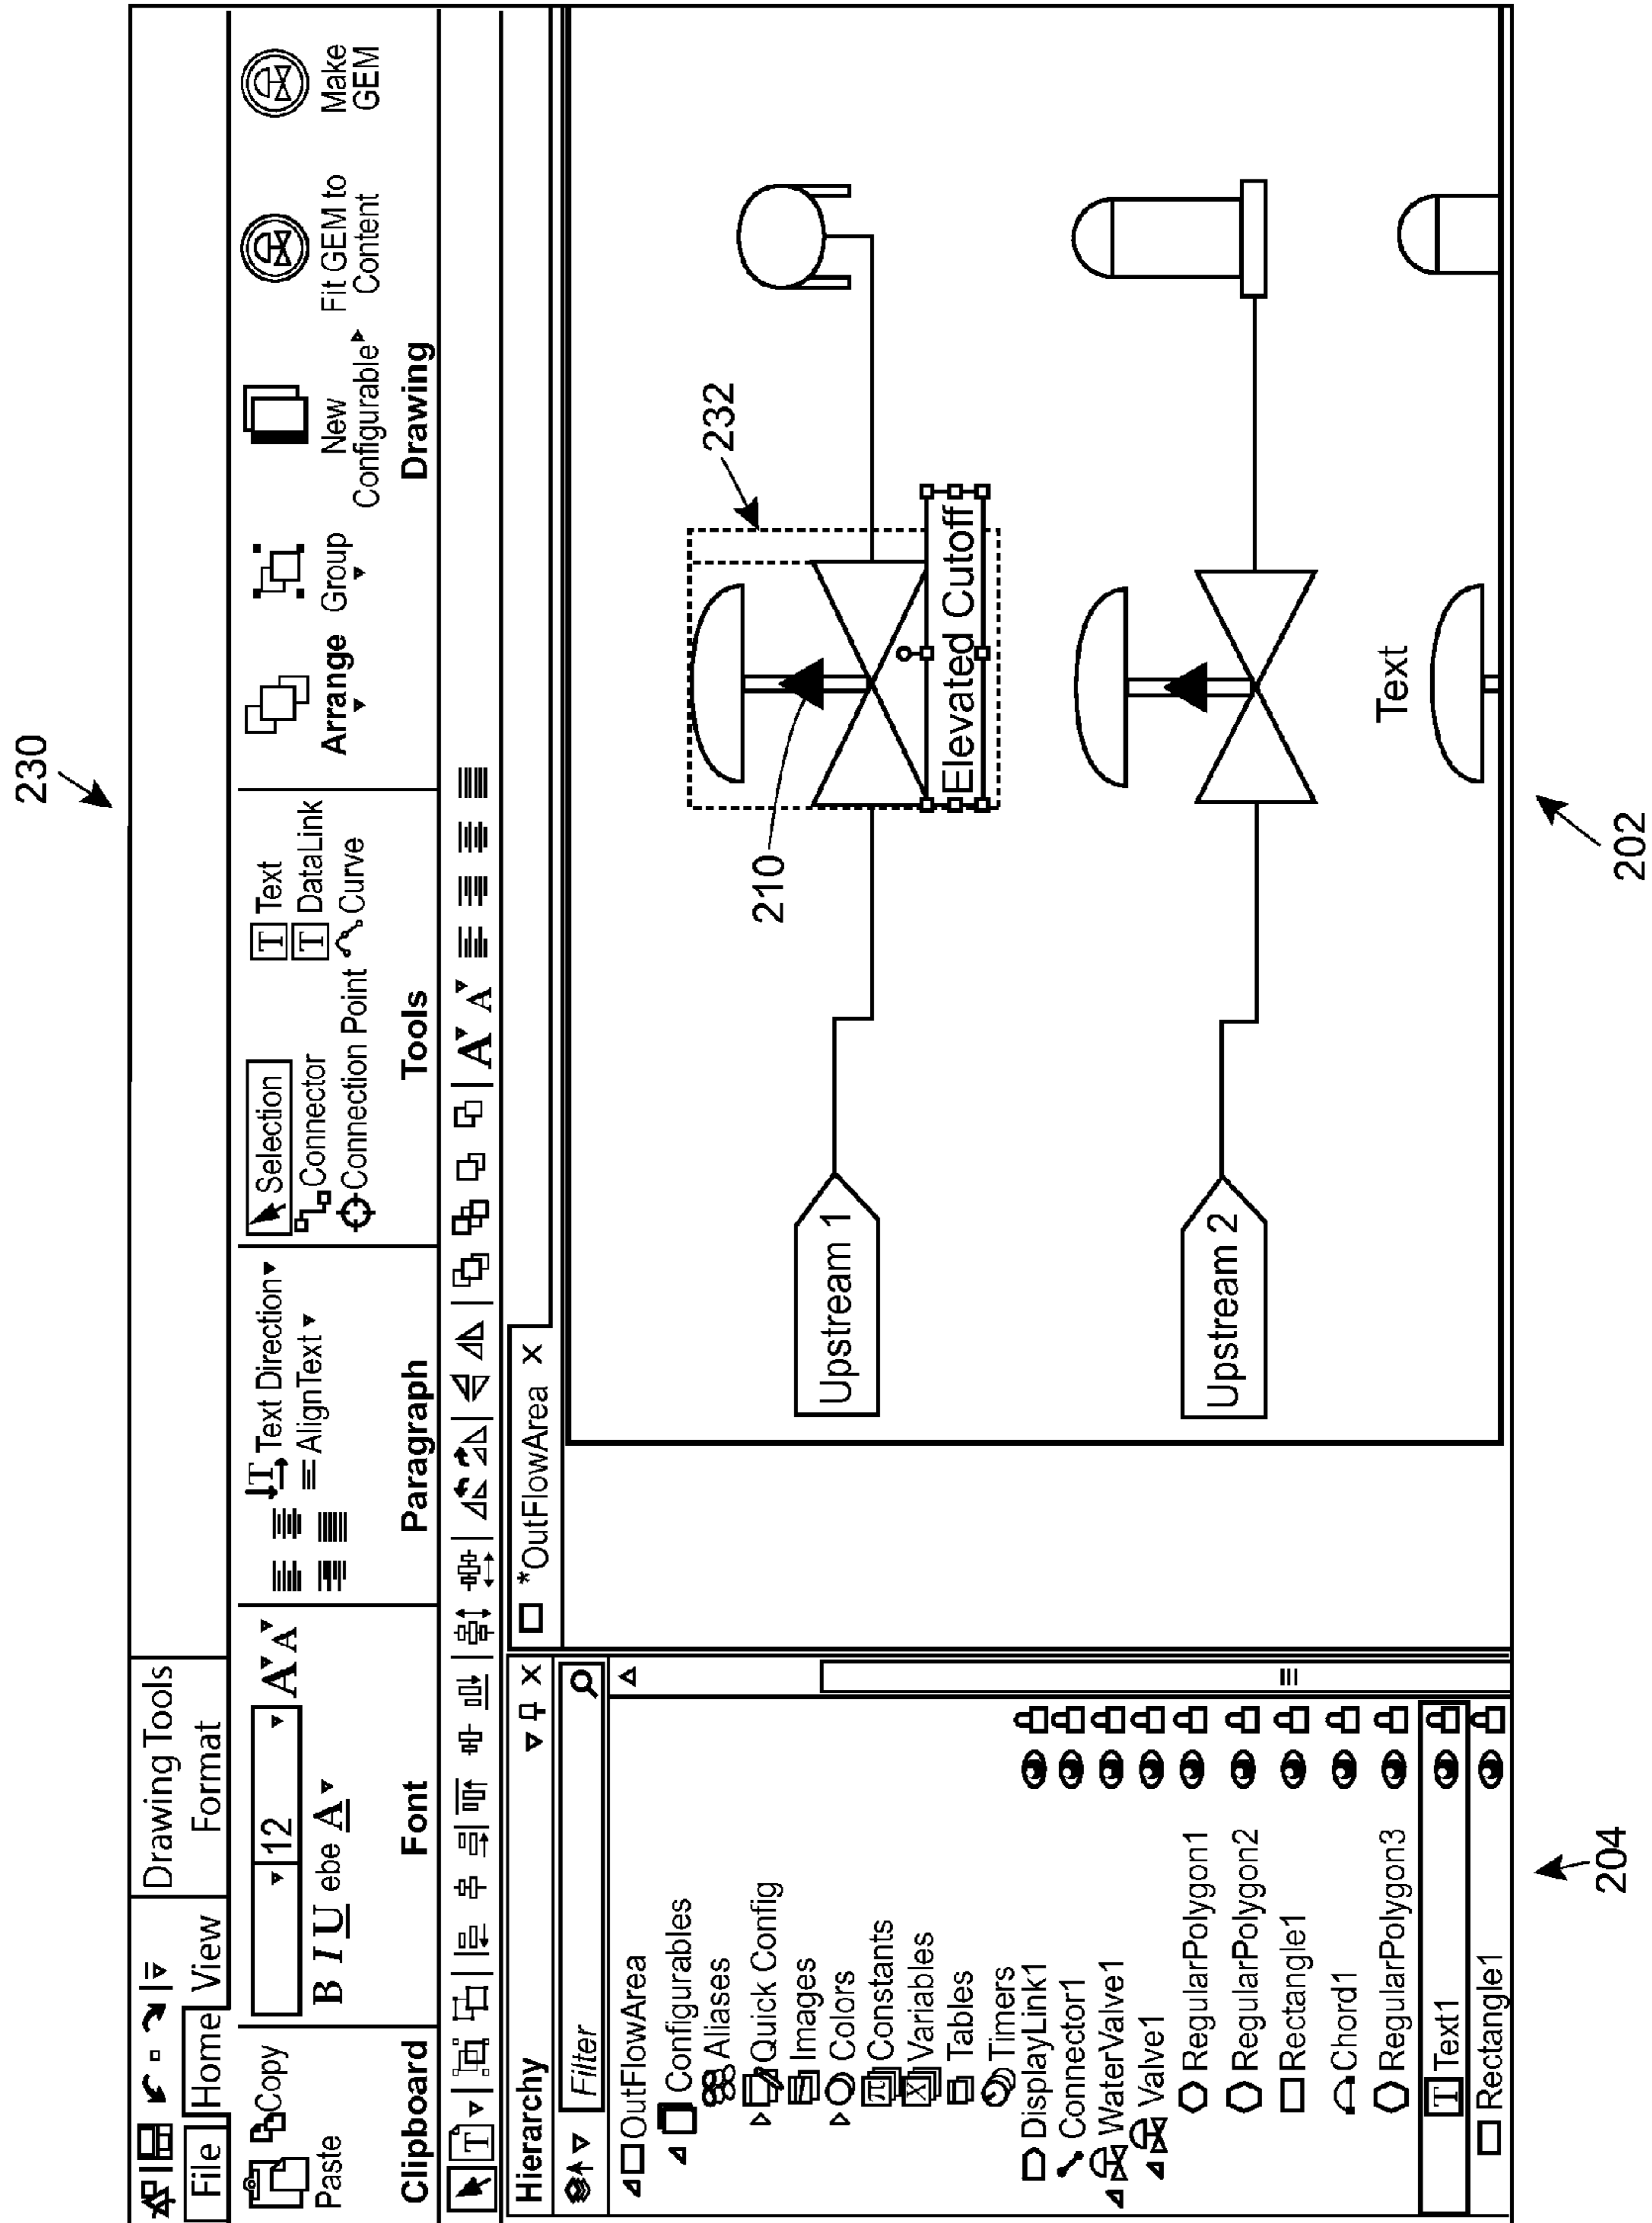 230
File Home View
Drawing Tools
Format
Paste
Copy
Clipboard
12
A A
B I U ebe A
Font
Text Direction
AlignText
Paragraph
Selection
Connector
Connection Point
T Text
T DataLink
Curve
Tools
Arrange
Group
New
Configurable
Fit GEM to
Content
Make
GEM
Drawing
T
A A
Hierarchy X
Filter
OutFlowArea
Configurables
Aliases
Quick Config
Images
Colors
π Constants
X Variables
Tables
Timers
DisplayLink1
Connector1
WaterValve1
Valve1
RegularPolygon1
RegularPolygon2
Rectangle1
Chord1
RegularPolygon3
T Text1
Rectangle1
*OutFlowArea X
Upstream 1
210
232
Elevated Cutoff
Upstream 2
Text
204
202